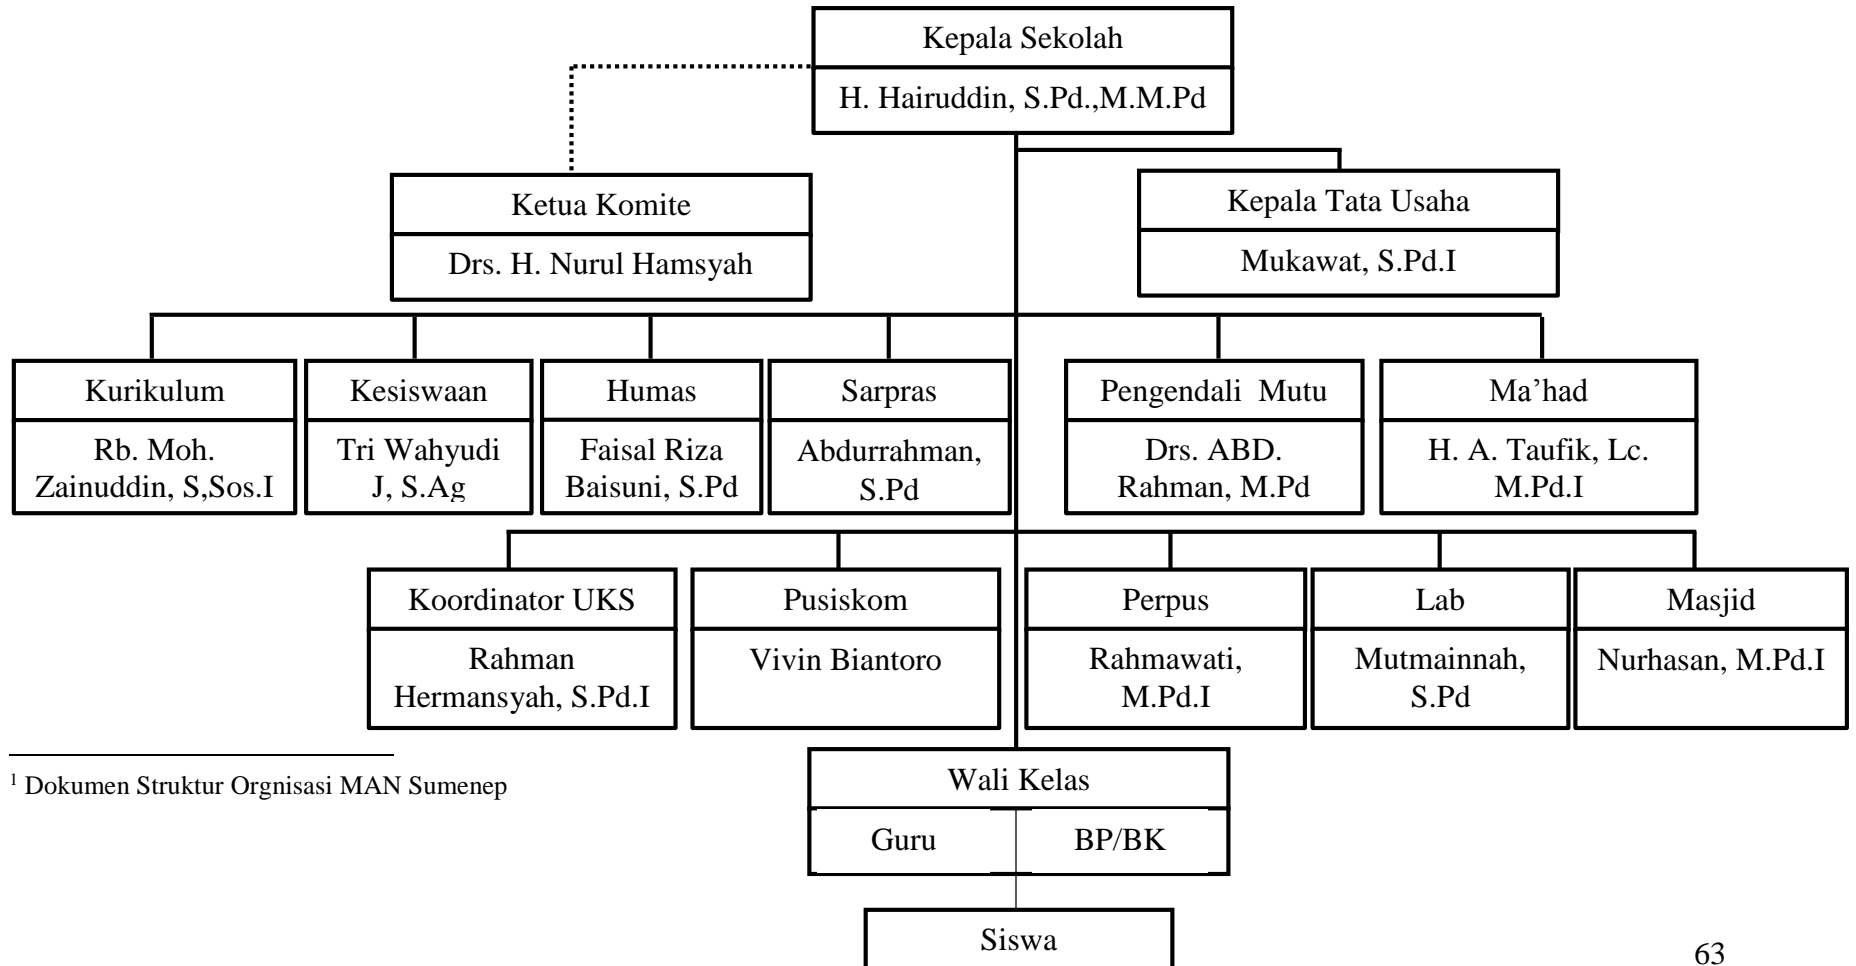 Kepala Sekolah
H. Hairuddin, S.Pd.,M.M.Pd
Ketua Komite
Drs. H. Nurul Hamsyah
Kepala Tata Usaha
Mukawat, S.Pd.I
Kurikulum
Rb. Moh.
Zainuddin, S,Sos.I
Kesiswaan
Tri Wahyudi
J, S.Ag
Humas
Faisal Riza
Baisuni, S.Pd
Sarpras
Abdurrahman,
S.Pd
Pengendali  Mutu
Drs. ABD.
Rahman, M.Pd
Ma’had
H. A. Taufik, Lc.
M.Pd.I
Koordinator UKS
Rahman
Hermansyah, S.Pd.I
Pusiskom
Vivin Biantoro
Perpus
Rahmawati,
M.Pd.I
Lab
Mutmainnah,
S.Pd
Masjid
Nurhasan, M.Pd.I
Wali Kelas
Guru
BP/BK
Siswa
1 Dokumen Struktur Orgnisasi MAN Sumenep
63